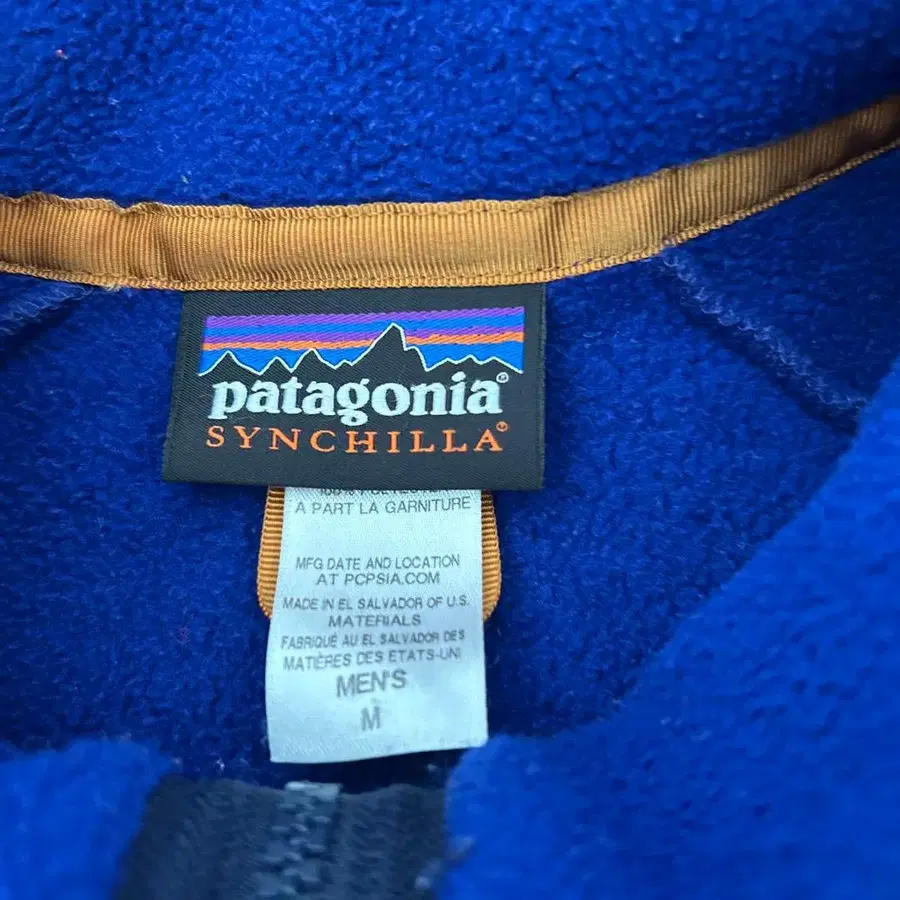 patagonia®
SYNCHILLA®
A PART LA GARNITURE
MFG DATE AND LOCATION
AT PCPSIA.COM
MADE IN EL SALVADOR OF U.S.
MATERIALS
FABRIQUÉ AU EL SALVADOR DES
MATIÈRES DES ETATS-UNI
MEN'S
M